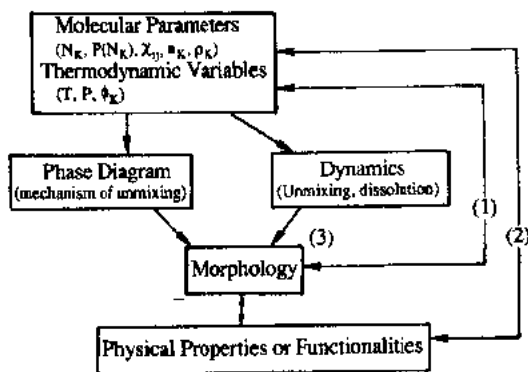 Molecular Parameters
(N_K, P(N_K), χ_ij, a_K, ρ_K)
Thermodynamic Variables
(T, P, ϕ_K)
Phase Diagram
(mechanism of unmixing)
Dynamics
(Unmixing, dissolution)
(1)
(2)
(3)
Morphology
Physical Properties or Functionalities